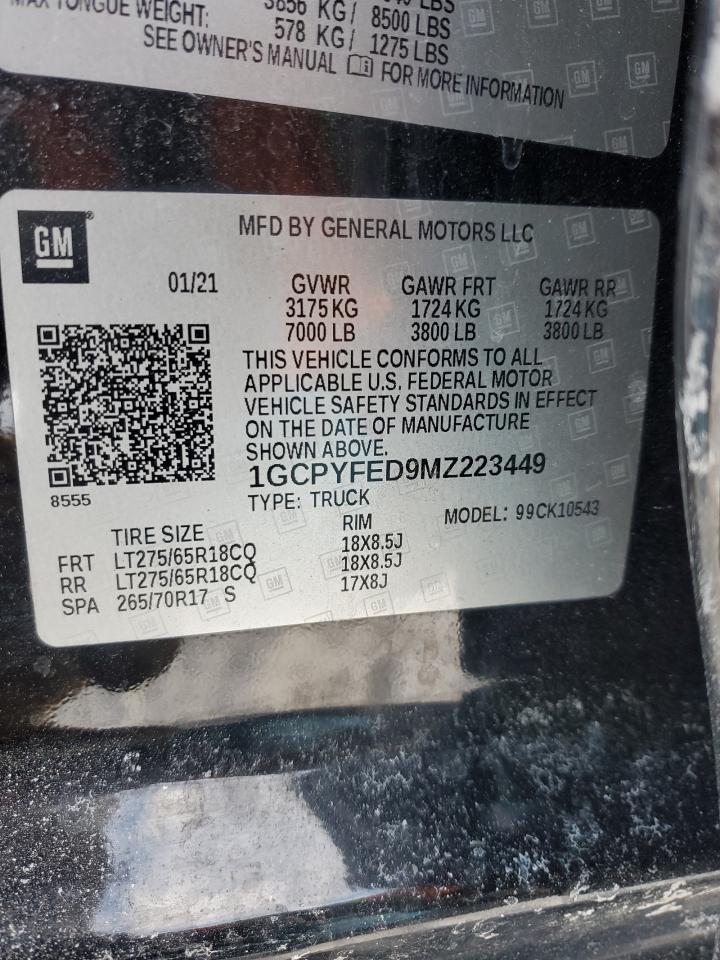 MAX TONGUE WEIGHT: 3856 KG/ 8500 LBS
578 KG/ 1275 LBS
SEE OWNER'S MANUAL FOR MORE INFORMATION
GM®
MFD BY GENERAL MOTORS LLC
01/21 GVWR GAWR FRT GAWR RR
3175 KG 1724 KG 1724 KG
7000 LB 3800 LB 3800 LB
THIS VEHICLE CONFORMS TO ALL
APPLICABLE U.S. FEDERAL MOTOR
VEHICLE SAFETY STANDARDS IN EFFECT
ON THE DATE OF MANUFACTURE
SHOWN ABOVE.
1GCPYFED9MZ223449
8555
TYPE: TRUCK MODEL: 99CK10543
TIRE SIZE RIM
FRT LT275/65R18CQ 18X8.5J
RR LT275/65R18CQ 18X8.5J
SPA 265/70R17 S 17X8J